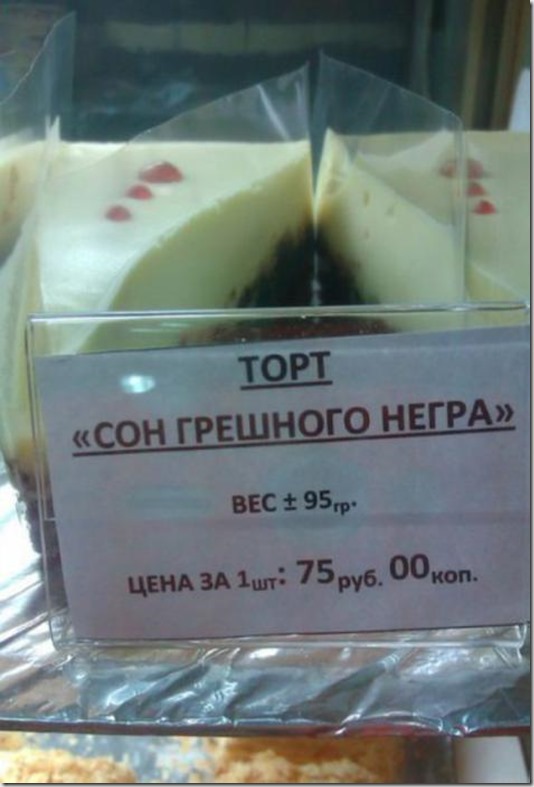 ТОРТ
«СОН ГРЕШНОГО НЕГРА»
ВЕС ± 95гр.
ЦЕНА ЗА 1шт: 75руб. 00коп.